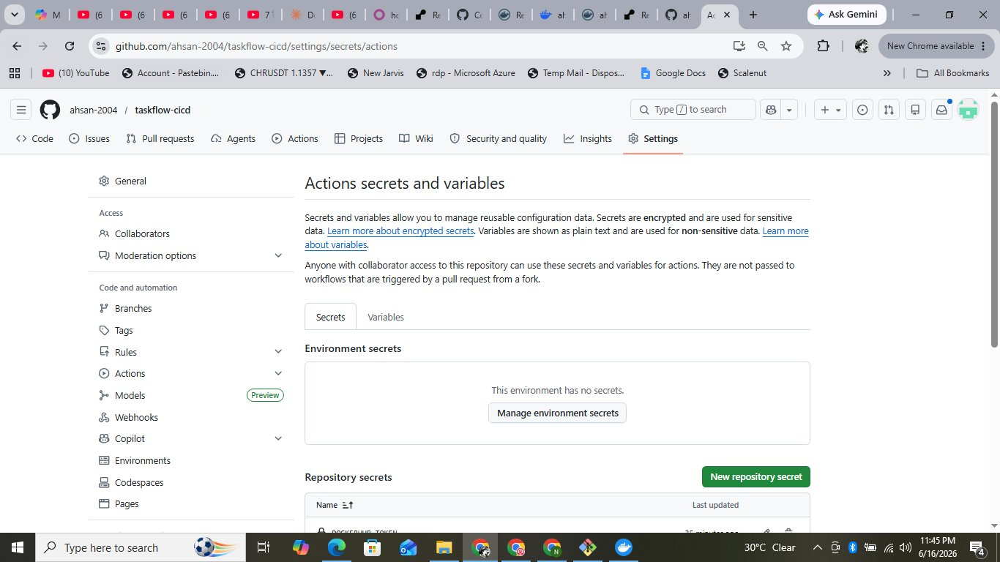 M
(6
(6
(6
(6
7 1
D
(6
ho
Re
Co
Re
ah
ah
Re
ah
Ac
Ask Gemini
github.com/ahsan-2004/taskflow-cicd/settings/secrets/actions
New Chrome available
(10) YouTube
Account - Pastebin....
CHRUSDT 1.1357 ▼...
New Jarvis
rdp - Microsoft Azure
Temp Mail - Dispos...
Google Docs
Scalenut
All Bookmarks
ahsan-2004 / taskflow-cicd
Type / to search
Code
Issues
Pull requests
Agents
Actions
Projects
Wiki
Security and quality
Insights
Settings
General
Access
Collaborators
Moderation options
Code and automation
Branches
Tags
Rules
Actions
Models
Preview
Webhooks
Copilot
Environments
Codespaces
Pages
Actions secrets and variables
Secrets and variables allow you to manage reusable configuration data. Secrets are encrypted and are used for sensitive
data. Learn more about encrypted secrets. Variables are shown as plain text and are used for non-sensitive data. Learn more
about variables.
Anyone with collaborator access to this repository can use these secrets and variables for actions. They are not passed to
workflows that are triggered by a pull request from a fork.
Secrets
Variables
Environment secrets
This environment has no secrets.
Manage environment secrets
Repository secrets
New repository secret
Name
Last updated
DOCKERHUB_TOKEN
minutes ago
Type here to search
30°C Clear
11:45 PM
6/16/2026
4